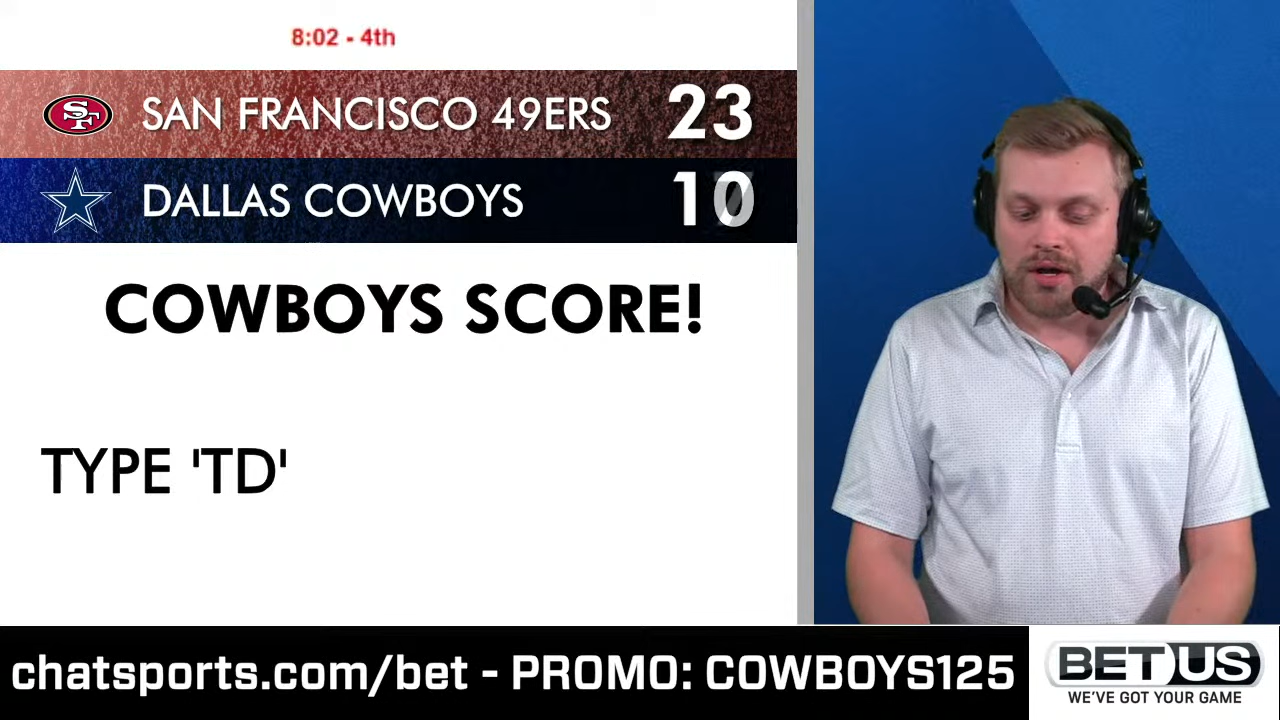 8:02 - 4th
SF SAN FRANCISCO 49ERS 23
DALLAS COWBOYS
COWBOYS SCORE!
TYPE 'TD'
chatsports.com/bet - PROMO: COWBOYS125
BETUS
WE'VE GOT YOUR GAME